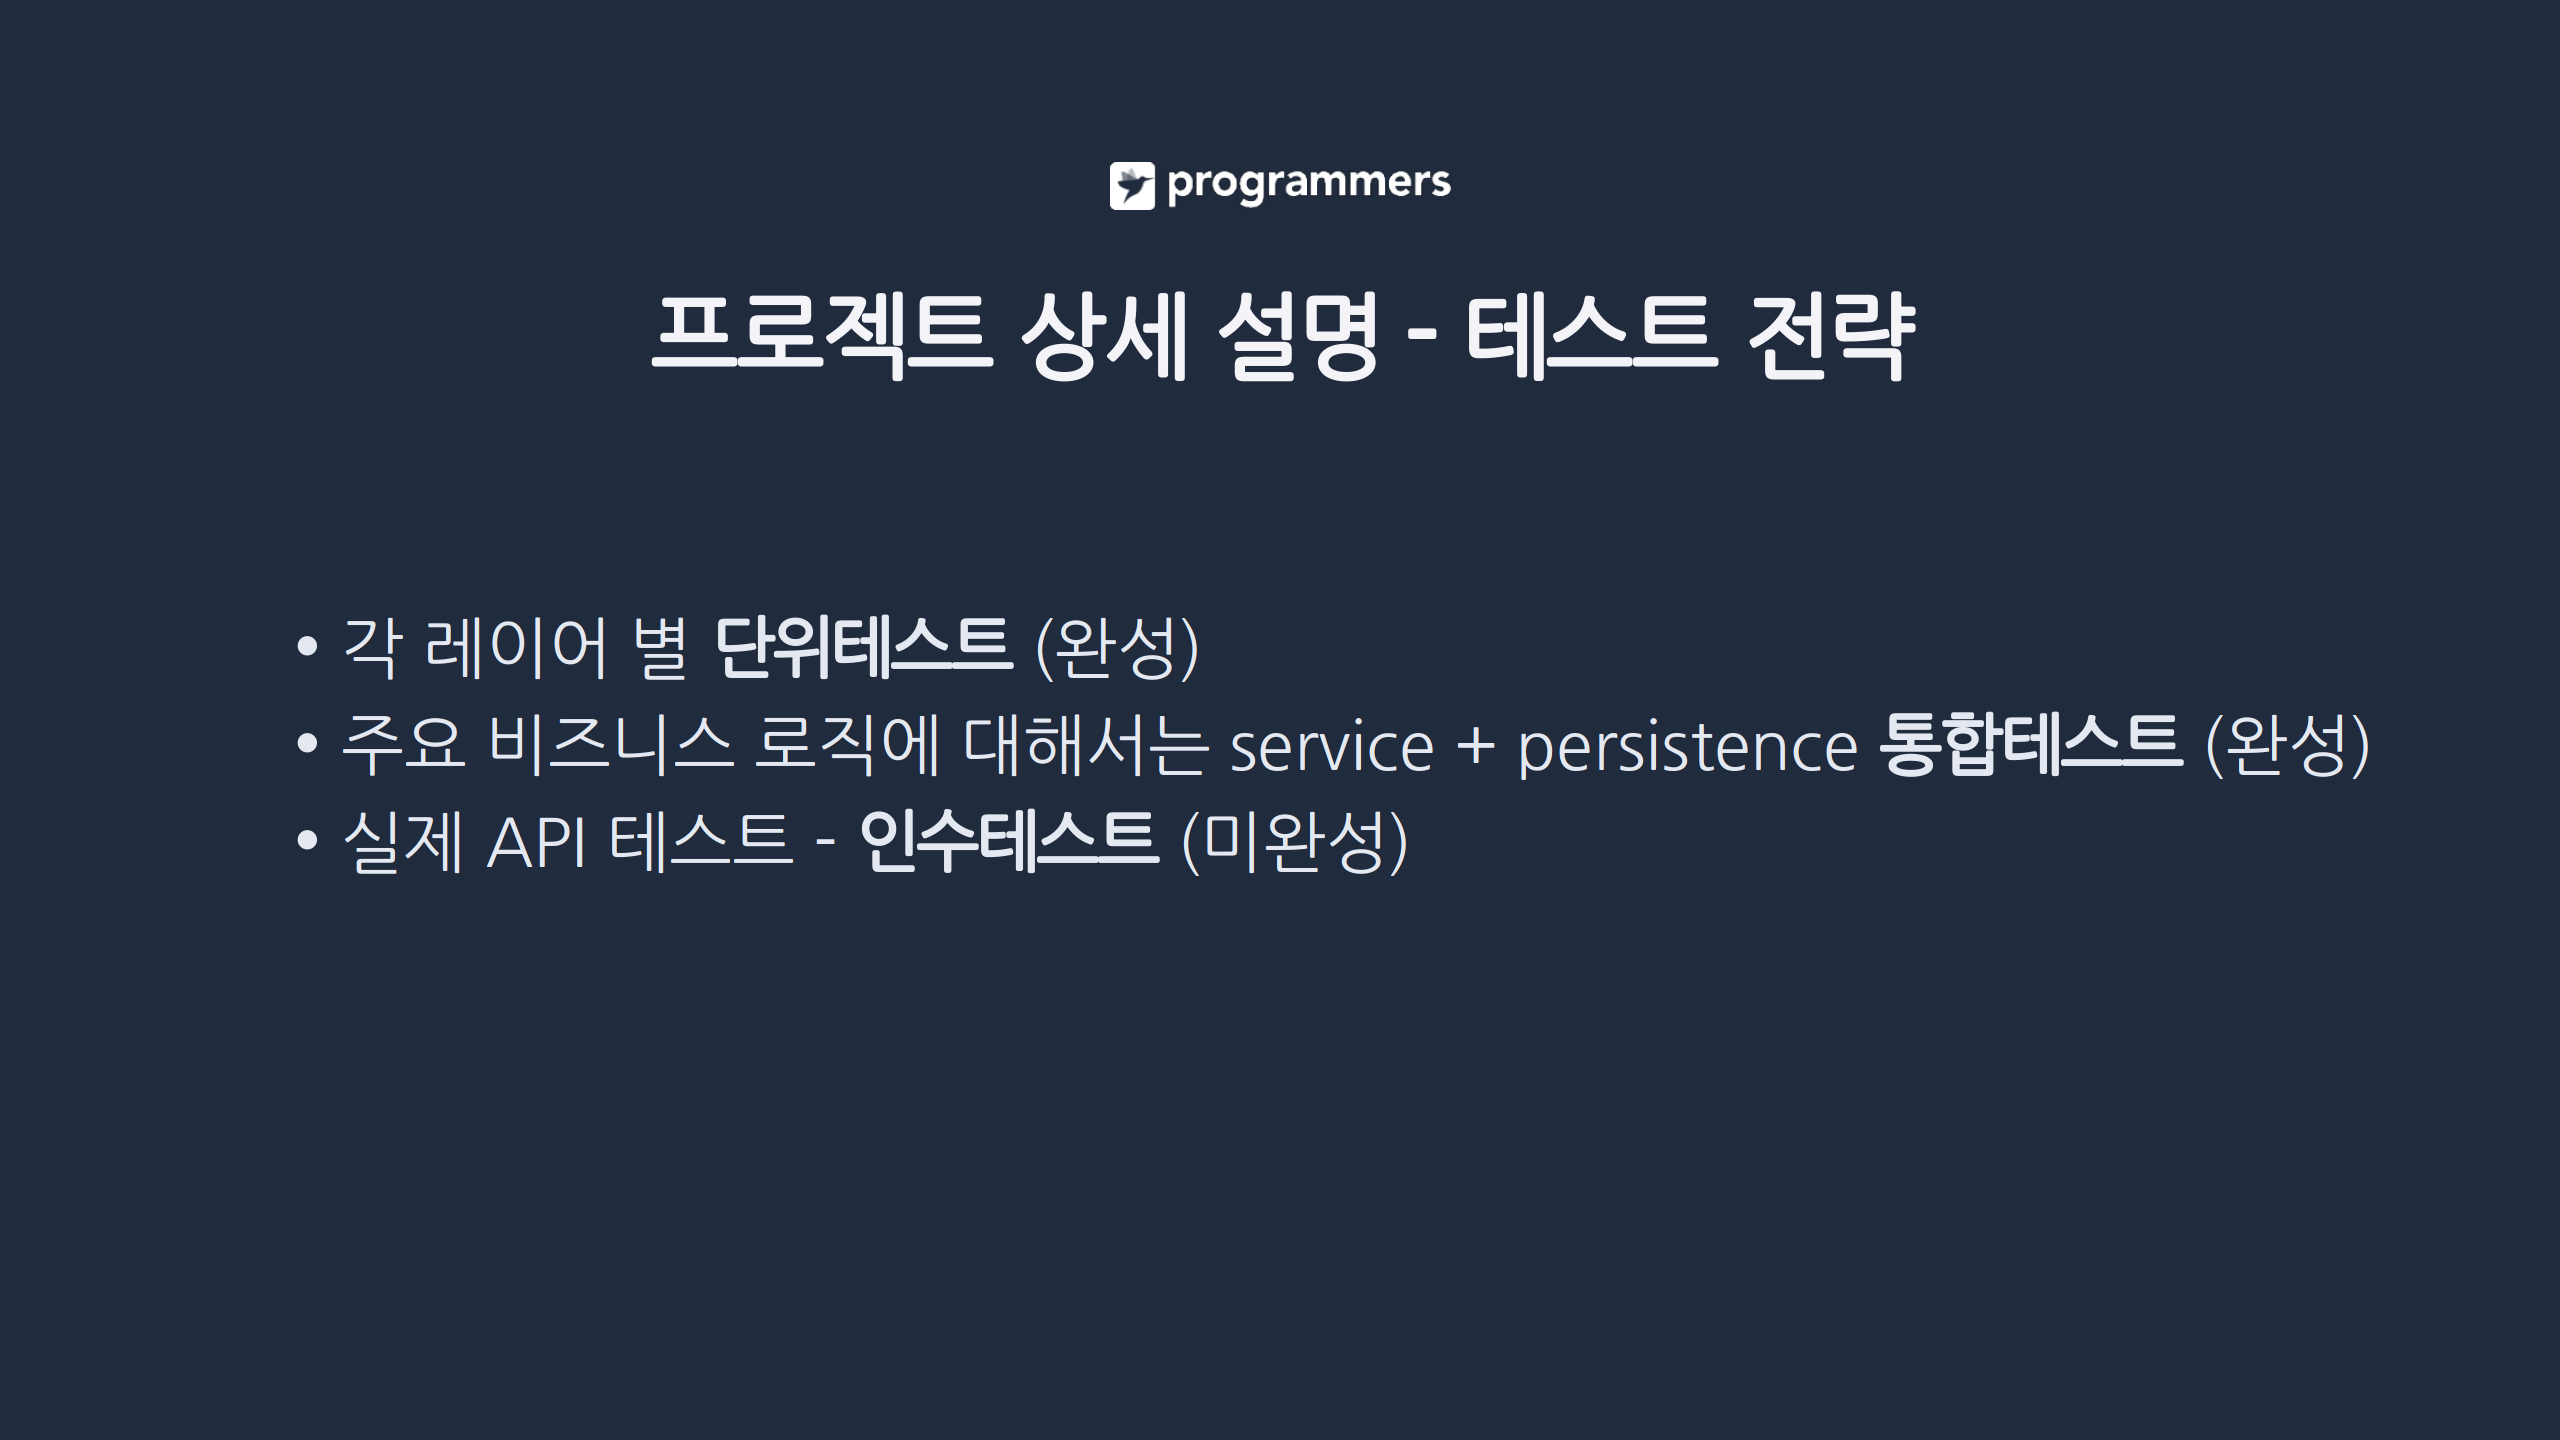 programmers
프로젝트 상세 설명 - 테스트 전략
• 각 레이어 별 단위테스트 (완성)
• 주요 비즈니스 로직에 대해서는 service + persistence 통합테스트 (완성)
• 실제 API 테스트 - 인수테스트 (미완성)